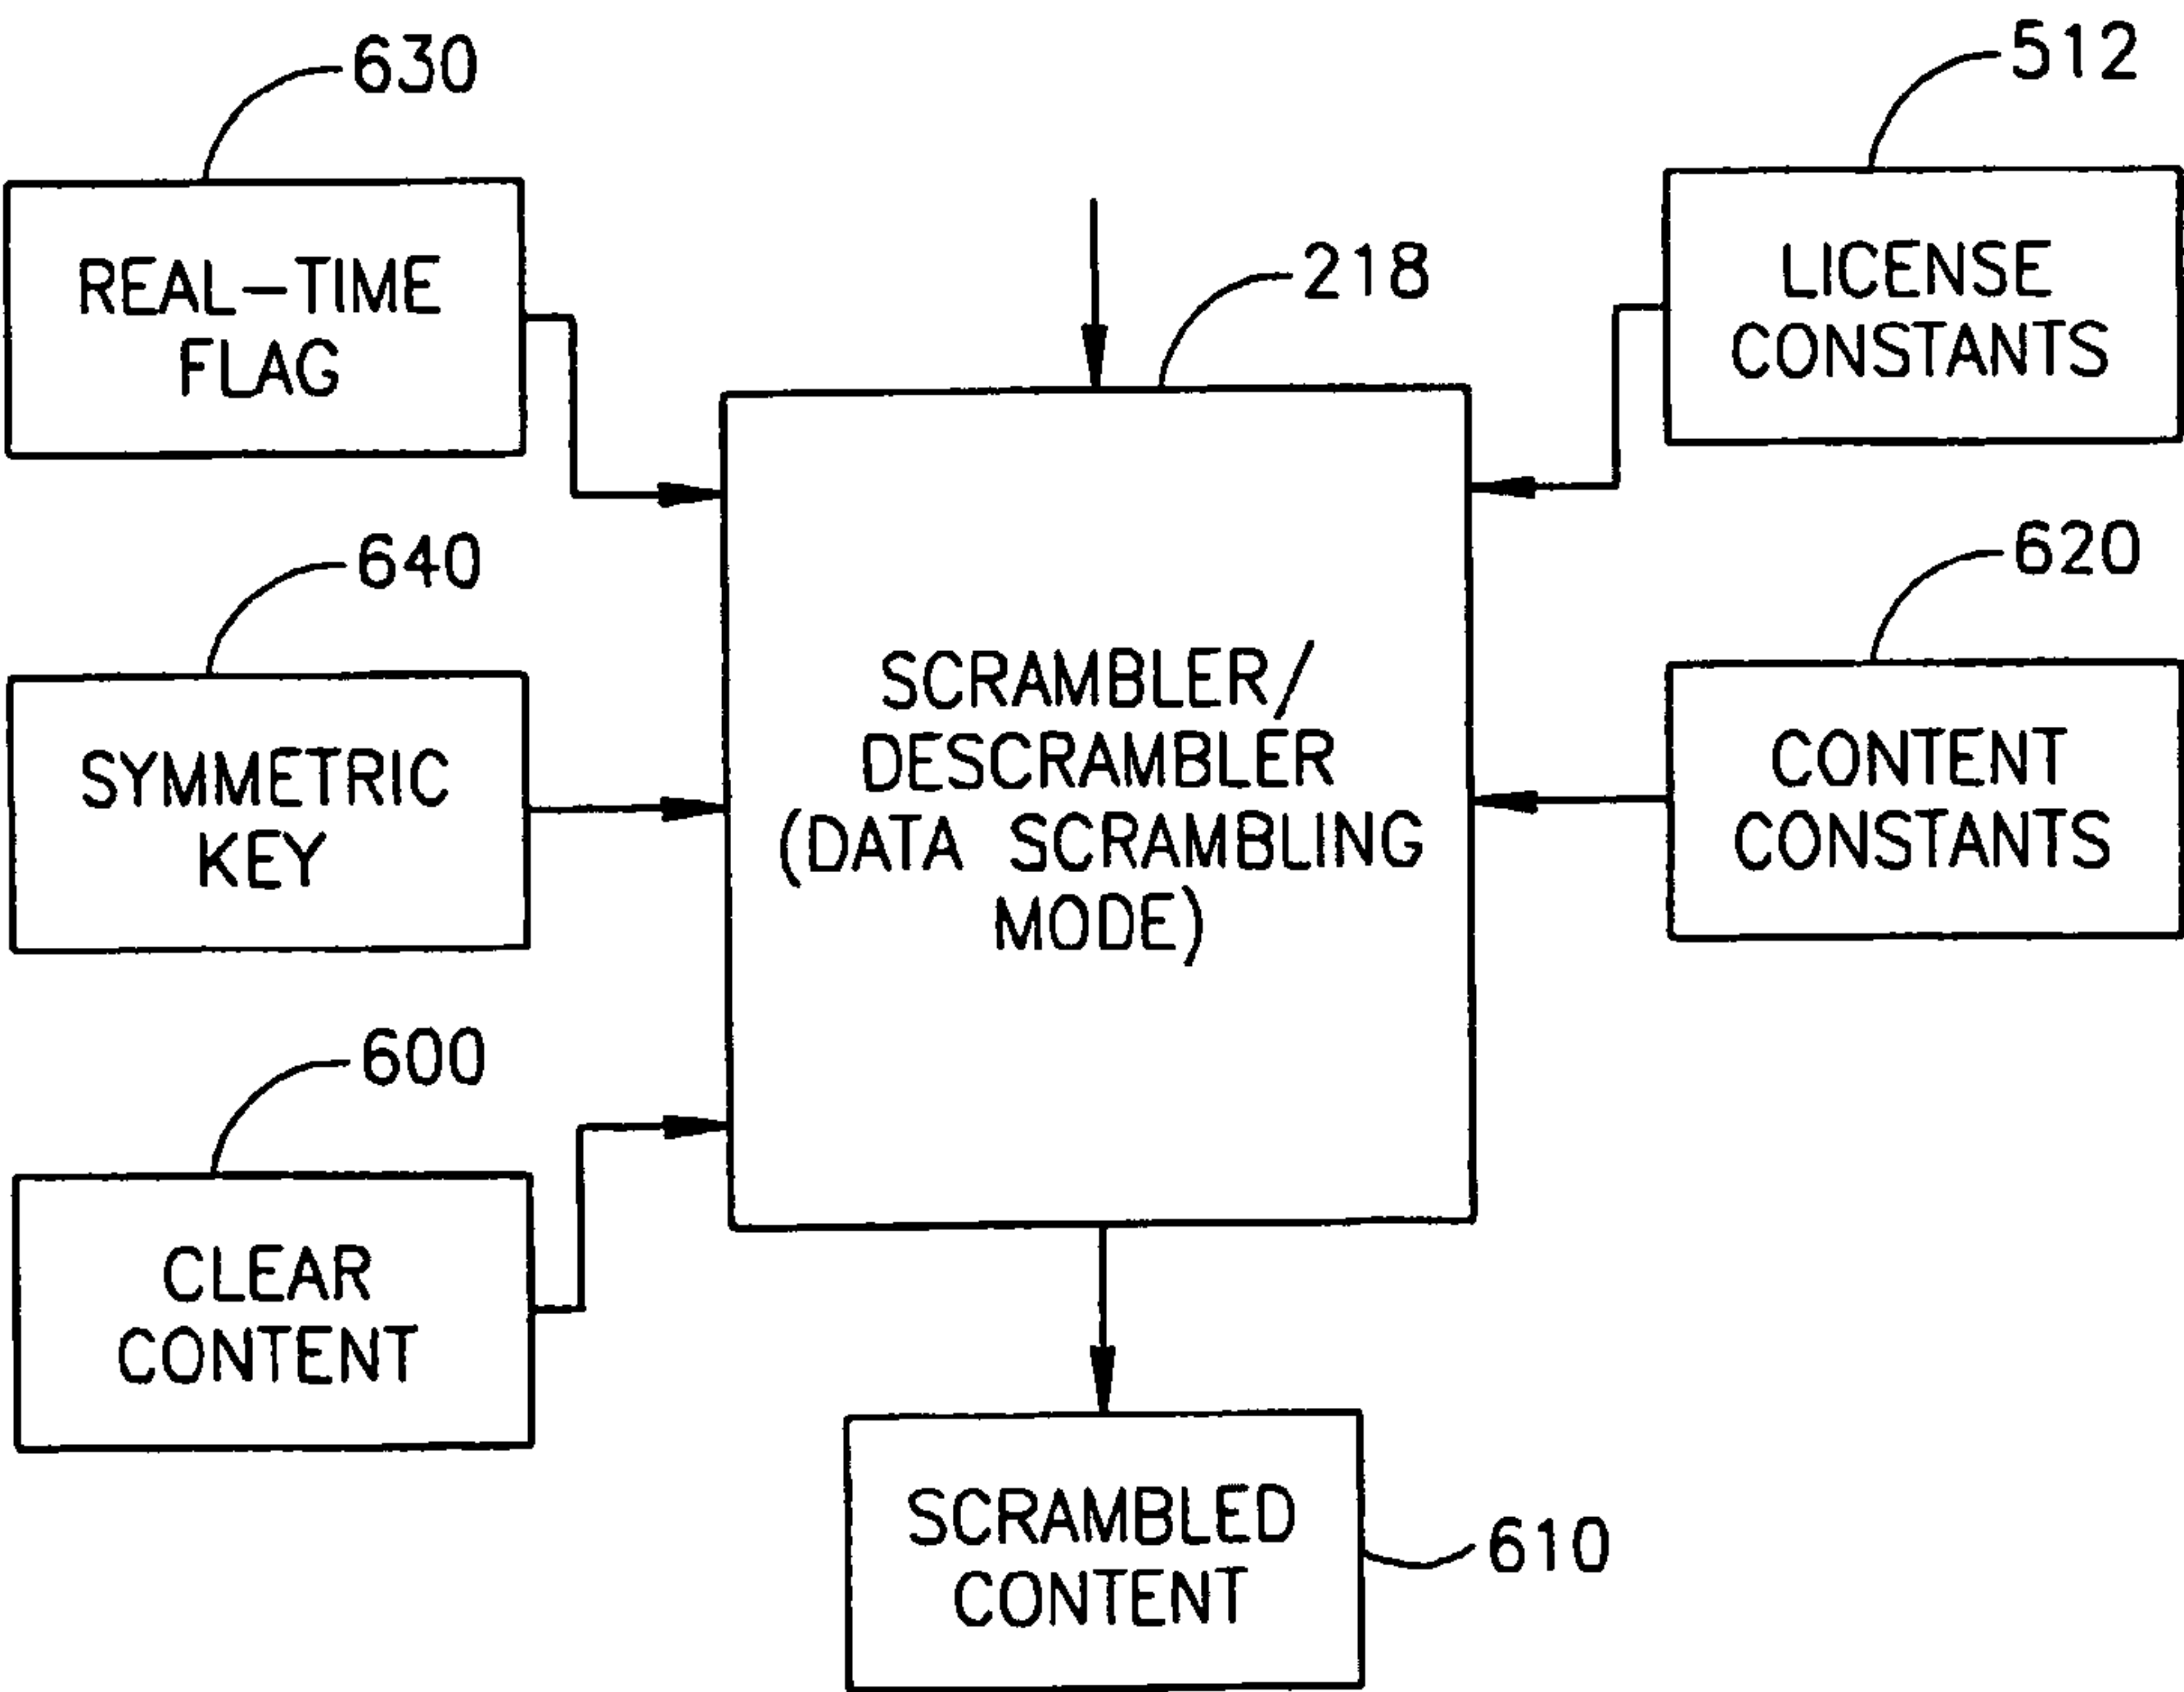 630
512
REAL-TIME
FLAG
218
LICENSE
CONSTANTS
640
620
SCRAMBLER/
DESCRAMBLER
(DATA SCRAMBLING
MODE)
SYMMETRIC
KEY
CONTENT
CONSTANTS
600
CLEAR
CONTENT
SCRAMBLED
CONTENT
610